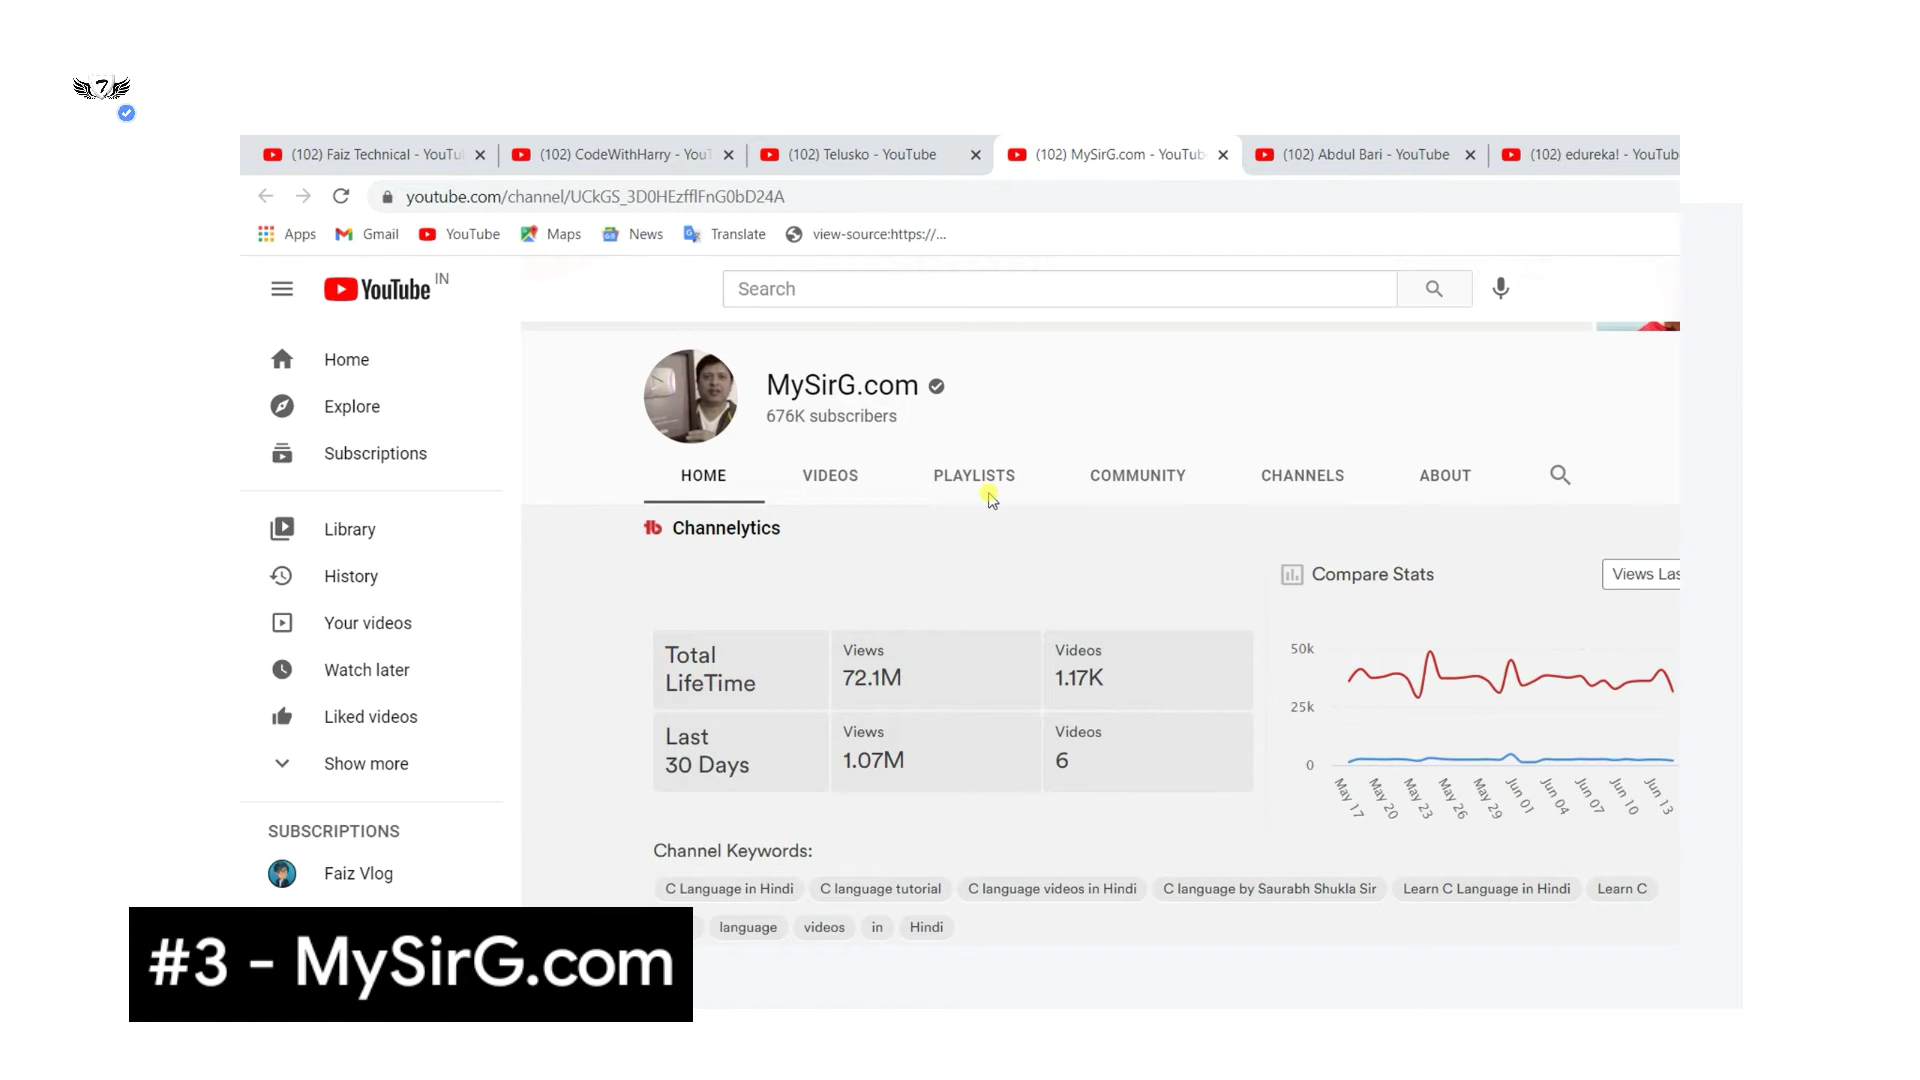 7
(102) Faiz Technical - YouTu
(102) CodeWithHarry - YouT
(102) Telusko - YouTube
(102) MySirG.com - YouTub
(102) Abdul Bari - YouTube
(102) edureka! - YouTub
youtube.com/channel/UCkGS_3D0HEzfflFnG0bD24A
Apps
Gmail
YouTube
Maps
News
Translate
view-source:https://...
YouTube IN
Search
Home
Explore
Subscriptions
Library
History
Your videos
Watch later
Liked videos
Show more
SUBSCRIPTIONS
Faiz Vlog
MySirG.com
676K subscribers
HOME
VIDEOS
PLAYLISTS
COMMUNITY
CHANNELS
ABOUT
tb Channelytics
Total
LifeTime
Views
72.1M
Videos
1.17K
Last
30 Days
Views
1.07M
Videos
6
Compare Stats
Views Las
50k
25k
0
May 17
May 20
May 23
May 26
May 29
Jun 01
Jun 04
Jun 07
Jun 10
Jun 13
Channel Keywords:
C Language in Hindi
C language tutorial
C language videos in Hindi
C language by Saurabh Shukla Sir
Learn C Language in Hindi
Learn C
language
videos
in
Hindi
#3 - MySirG.com